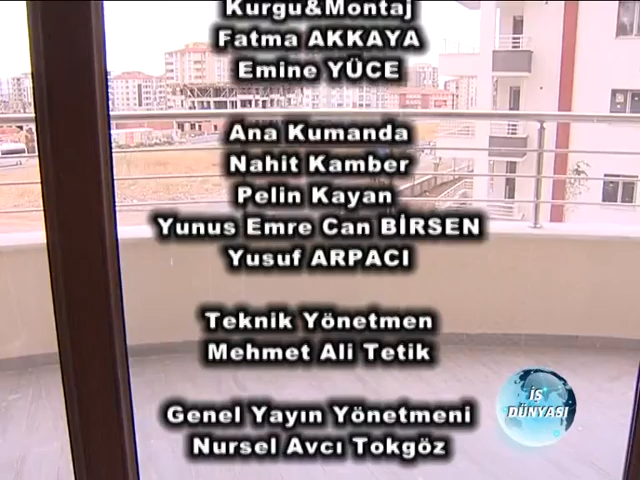 Kurgu&Montaj
Fatma AKKAYA
Emine YÜCE
Ana Kumanda
Nahit Kamber
Pelin Kayan
Yunus Emre Can BİRSEN
Yusuf ARPACI
Teknik Yönetmen
Mehmet Ali Tetik
Genel Yayın Yönetmeni
Nursel Avcı Tokgöz
İŞ
DÜNYASI